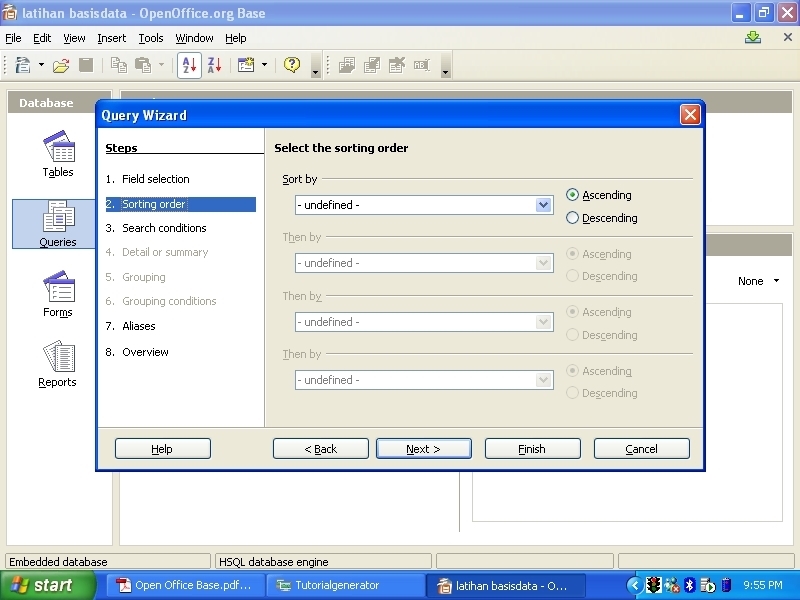 latihan basisdata - OpenOffice.org Base
File Edit View Insert Tools Window Help
Database
Tables
Queries
Forms
Reports
Query Wizard
Steps
1. Field selection
2. Sorting order
3. Search conditions
4. Detail or summary
5. Grouping
6. Grouping conditions
7. Aliases
8. Overview
Select the sorting order
Sort by
- undefined -
Ascending
Descending
Then by
- undefined -
Ascending
Descending
Then by
- undefined -
Ascending
Descending
Then by
- undefined -
Ascending
Descending
None
Help
< Back
Next >
Finish
Cancel
Embedded database
HSQL database engine
start
Open Office Base.pdf...
Tutorialgenerator
latihan basisdata - O...
9:55 PM